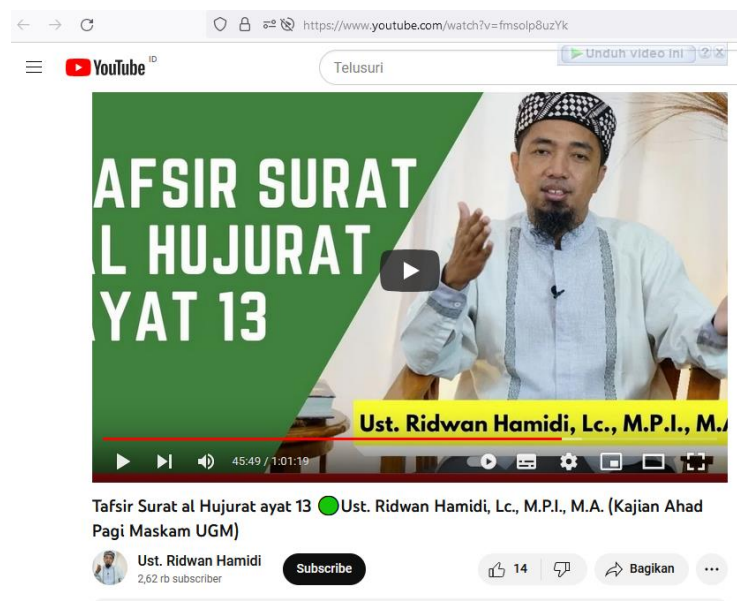 https://www.youtube.com/watch?v=fmsolp8uzYk
Unduh video ini ? X
YouTube ID
Telusuri
AFSIR SURAT
L HUJURAT
YAT 13
Ust. Ridwan Hamidi, Lc., M.P.I., M.
45:49 / 1:01:19
Tafsir Surat al Hujurat ayat 13 Ust. Ridwan Hamidi, Lc., M.P.I., M.A. (Kajian Ahad
Pagi Maskam UGM)
Ust. Ridwan Hamidi
2,62 rb subscriber
Subscribe
14
Bagikan